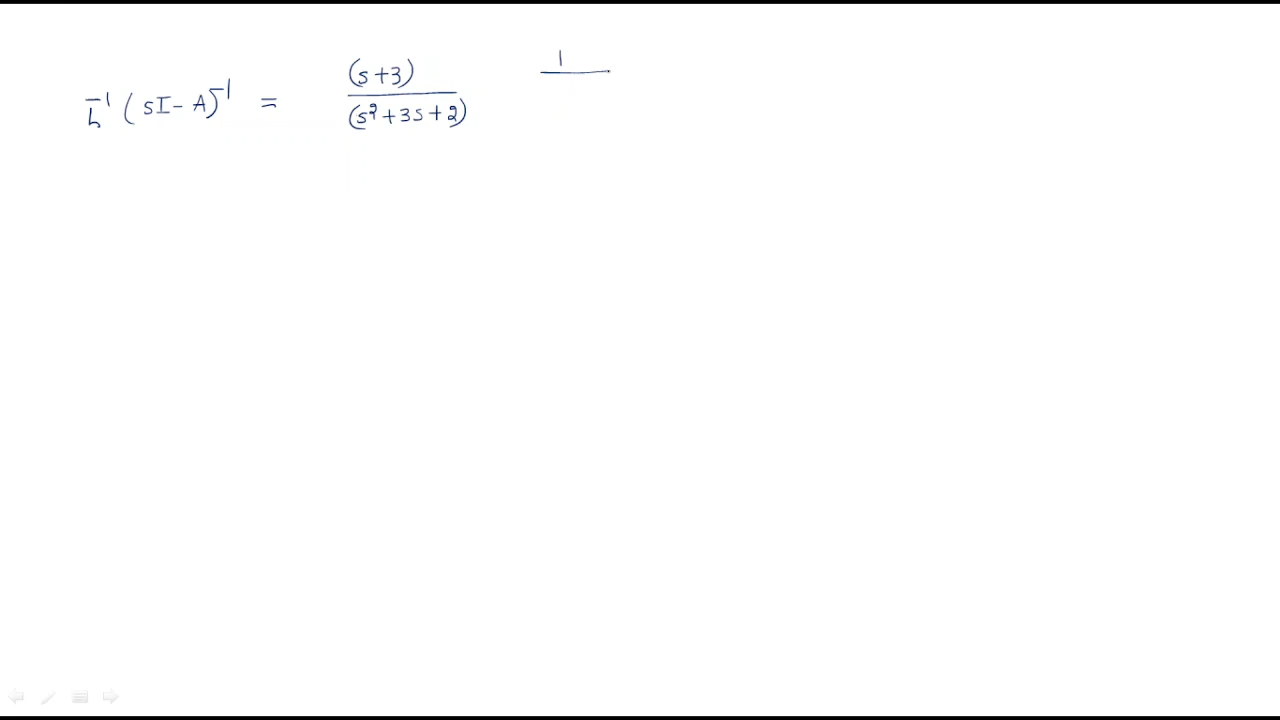 L⁻¹ (sI - A)⁻¹ = (s+3)/(s²+3s+2) 1/